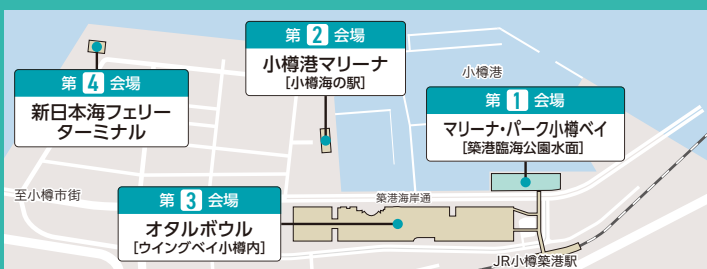 第2会場
小樽港マリーナ
[小樽海の駅]
小樽港
第4会場
新日本海フェリー
ターミナル
第1会場
マリーナ・パーク小樽ベイ
[築港臨海公園水面]
至小樽市街
築港海岸通
第3会場
オタルボウル
[ウイングベイ小樽内]
JR小樽築港駅